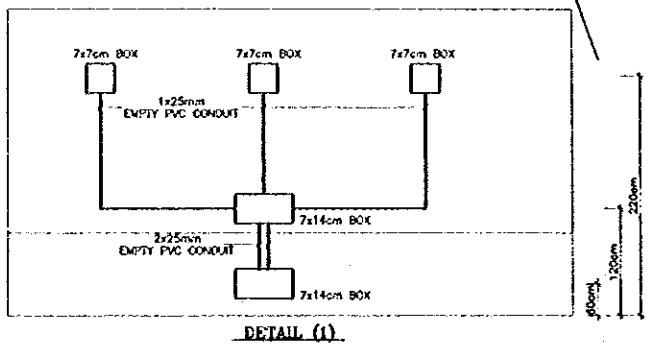 7x7cm BOX
7x7cm BOX
7x7cm BOX
1x25mm
EMPTY PVC CONDUIT
7x14cm BOX
2x25mm
EMPTY PVC CONDUIT
7x14cm BOX
60cm
120cm
220cm
DETAIL (1)